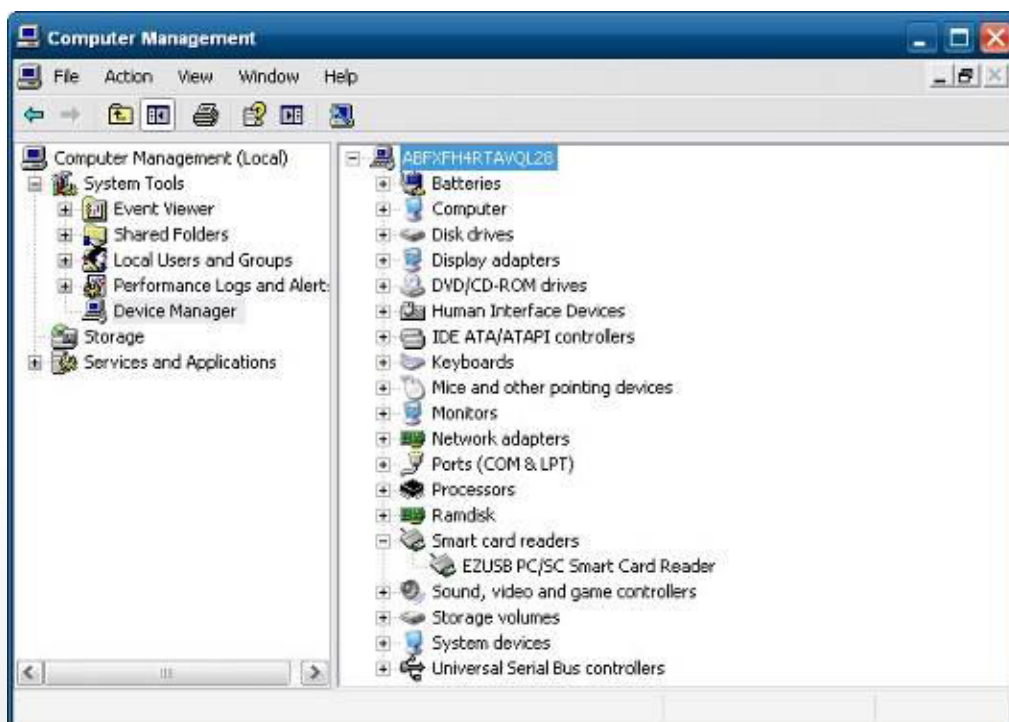 Computer Management
File Action View Window Help
Computer Management (Local)
System Tools
Event Viewer
Shared Folders
Local Users and Groups
Performance Logs and Alert:
Device Manager
Storage
Services and Applications
ABFXFH4RTAVQL28
Batteries
Computer
Disk drives
Display adapters
DVD/CD-ROM drives
Human Interface Devices
IDE ATA/ATAPI controllers
Keyboards
Mice and other pointing devices
Monitors
Network adapters
Ports (COM & LPT)
Processors
Ramdisk
Smart card readers
EZUSB PC/SC Smart Card Reader
Sound, video and game controllers
Storage volumes
System devices
Universal Serial Bus controllers